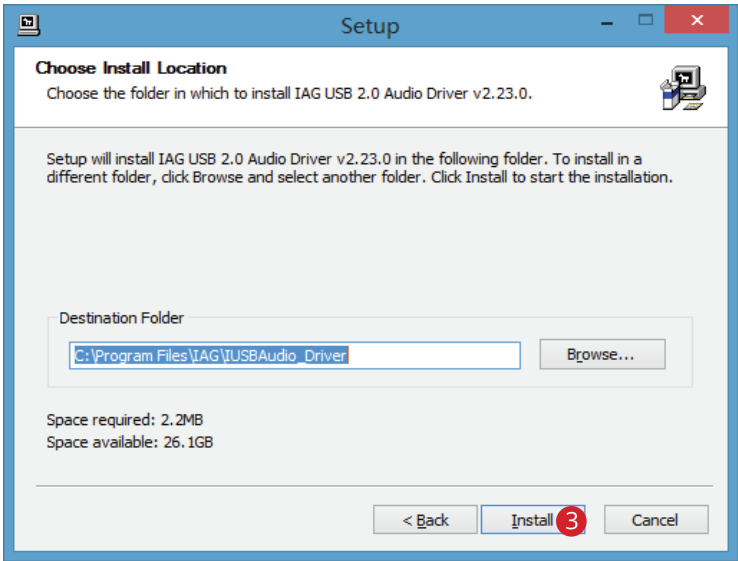 Setup
Choose Install Location
Choose the folder in which to install IAG USB 2.0 Audio Driver v2.23.0.
Setup will install IAG USB 2.0 Audio Driver v2.23.0 in the following folder. To install in a
different folder, click Browse and select another folder. Click Install to start the installation.
Destination Folder
C:\Program Files\IAG\IUSBAudio_Driver
Browse...
Space required: 2.2MB
Space available: 26.1GB
< Back
Install
3
Cancel